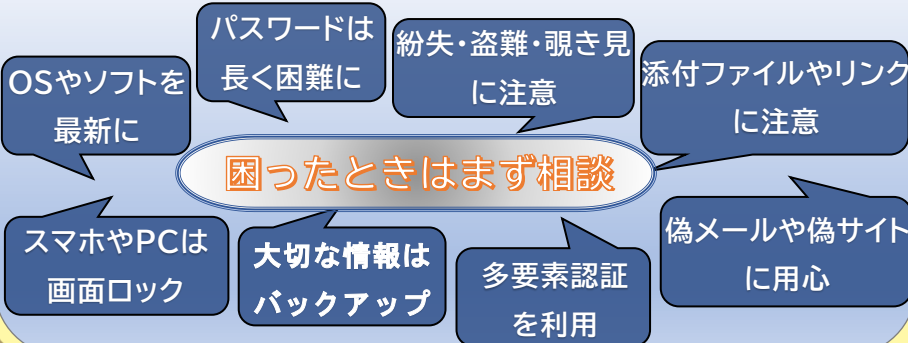 OSやソフトを
最新に
パスワードは
長く困難に
紛失・盗難・覗き見
に注意
添付ファイルやリンク
に注意
困ったときはまず相談
スマホやPCは
画面ロック
大切な情報は
バックアップ
多要素認証
を利用
偽メールや偽サイト
に用心